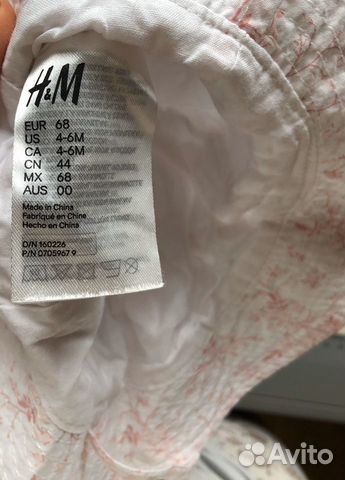 H&M
EUR 68
US 4-6M
CA 4-6M
CN 44
MX 68
AUS 00
Made in China
Fabriqué en Chine
Hecho en China
D/N 160226
P/N 0705967 9
Avito